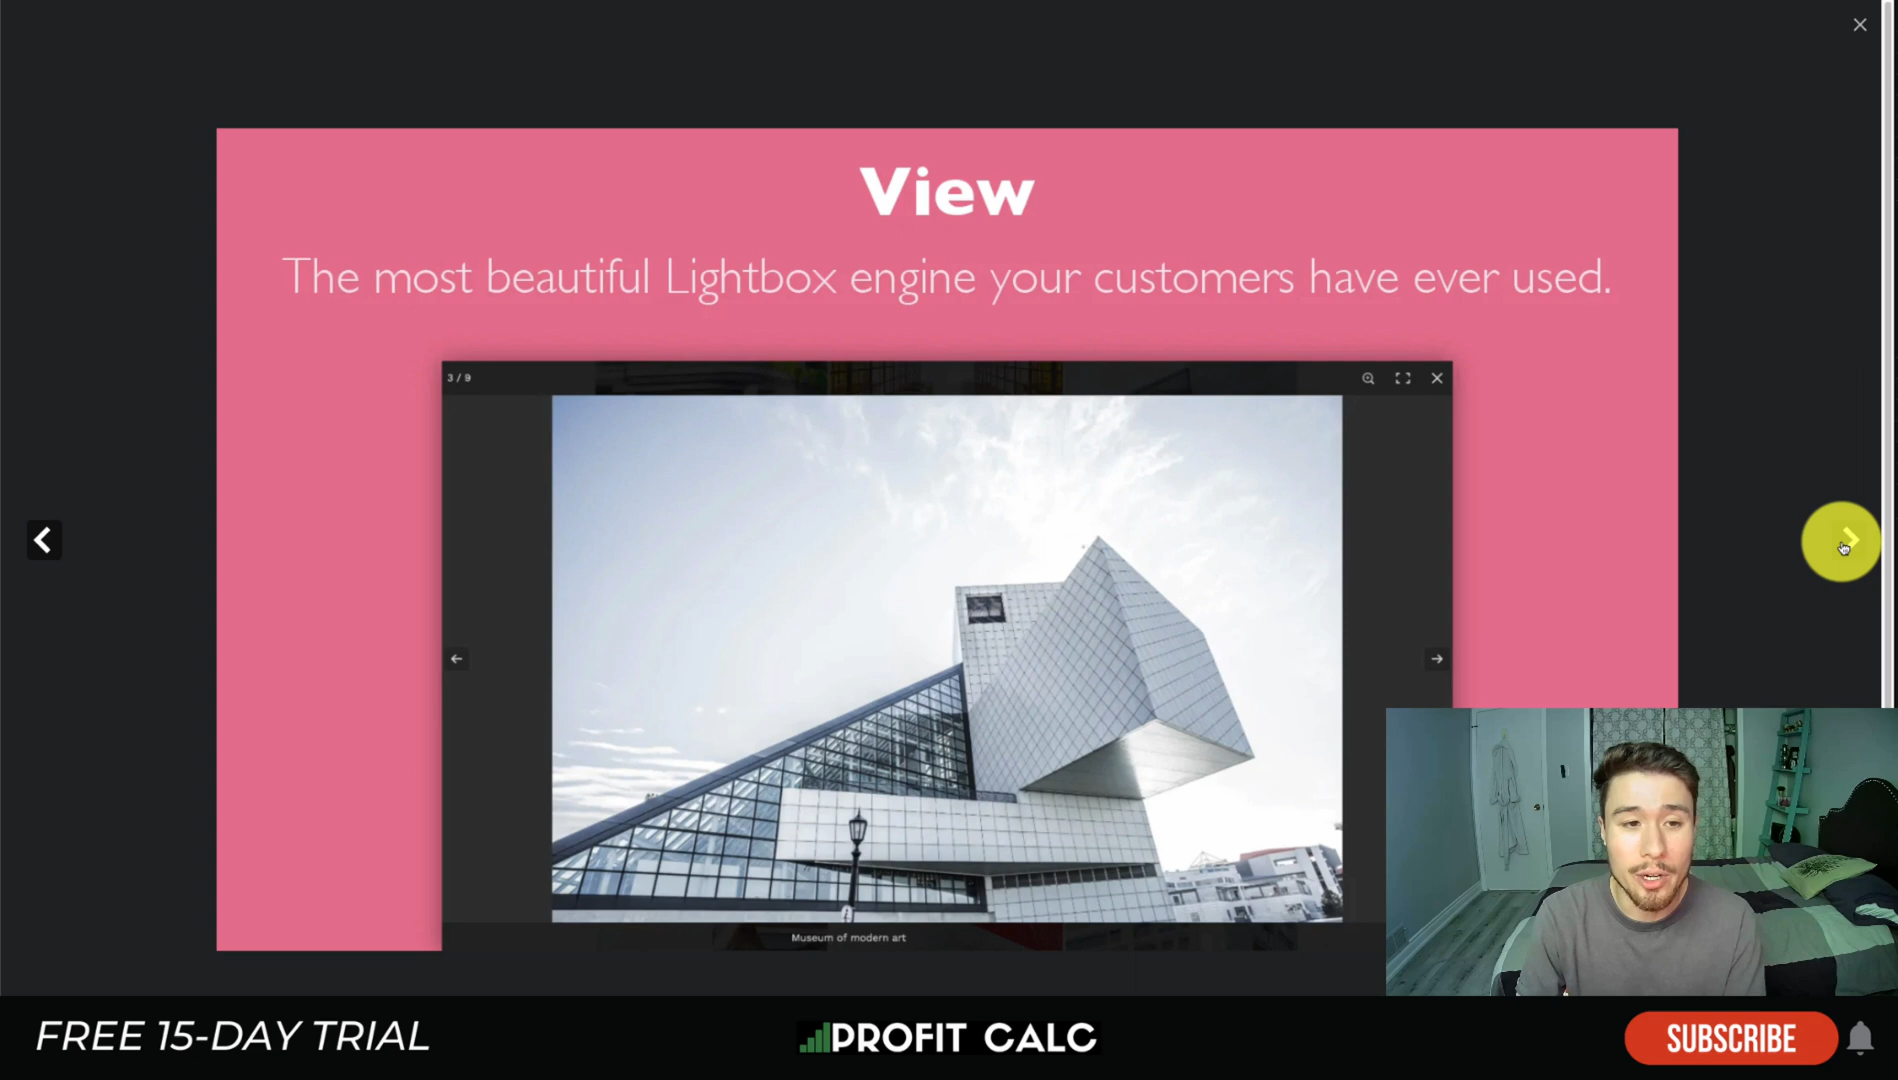 View
The most beautiful Lightbox engine your customers have ever used.
3 / 9
Museum of modern art
FREE 15-DAY TRIAL
PROFIT CALC
SUBSCRIBE